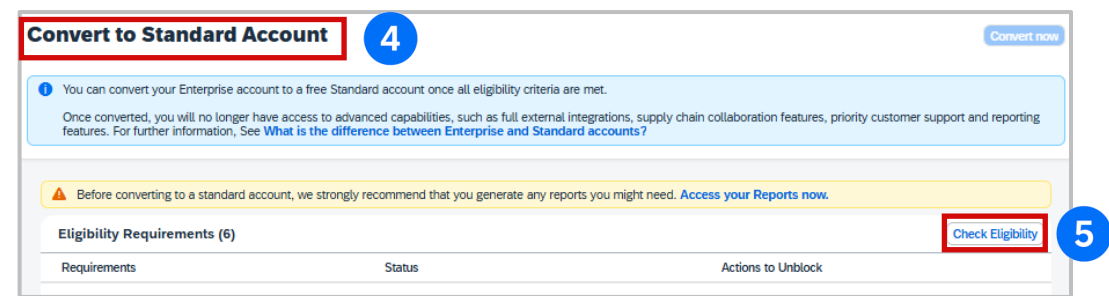 Convert to Standard Account
4
Convert now
You can convert your Enterprise account to a free Standard account once all eligibility criteria are met.
Once converted, you will no longer have access to advanced capabilities, such as full external integrations, supply chain collaboration features, priority customer support and reporting
features. For further information, See What is the difference between Enterprise and Standard accounts?
Before converting to a standard account, we strongly recommend that you generate any reports you might need. Access your Reports now.
Eligibility Requirements (6)
Check Eligibility
5
Requirements
Status
Actions to Unblock